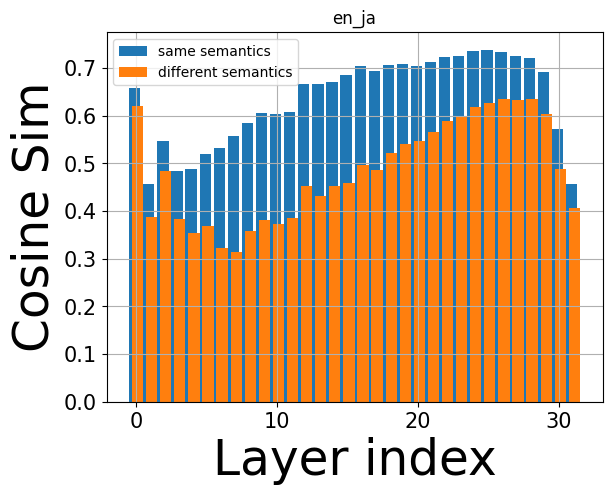 en_ja
same semantics
different semantics
Cosine Sim
0.7
0.6
0.5
0.4
0.3
0.2
0.1
0.0
0 10 20 30
Layer index